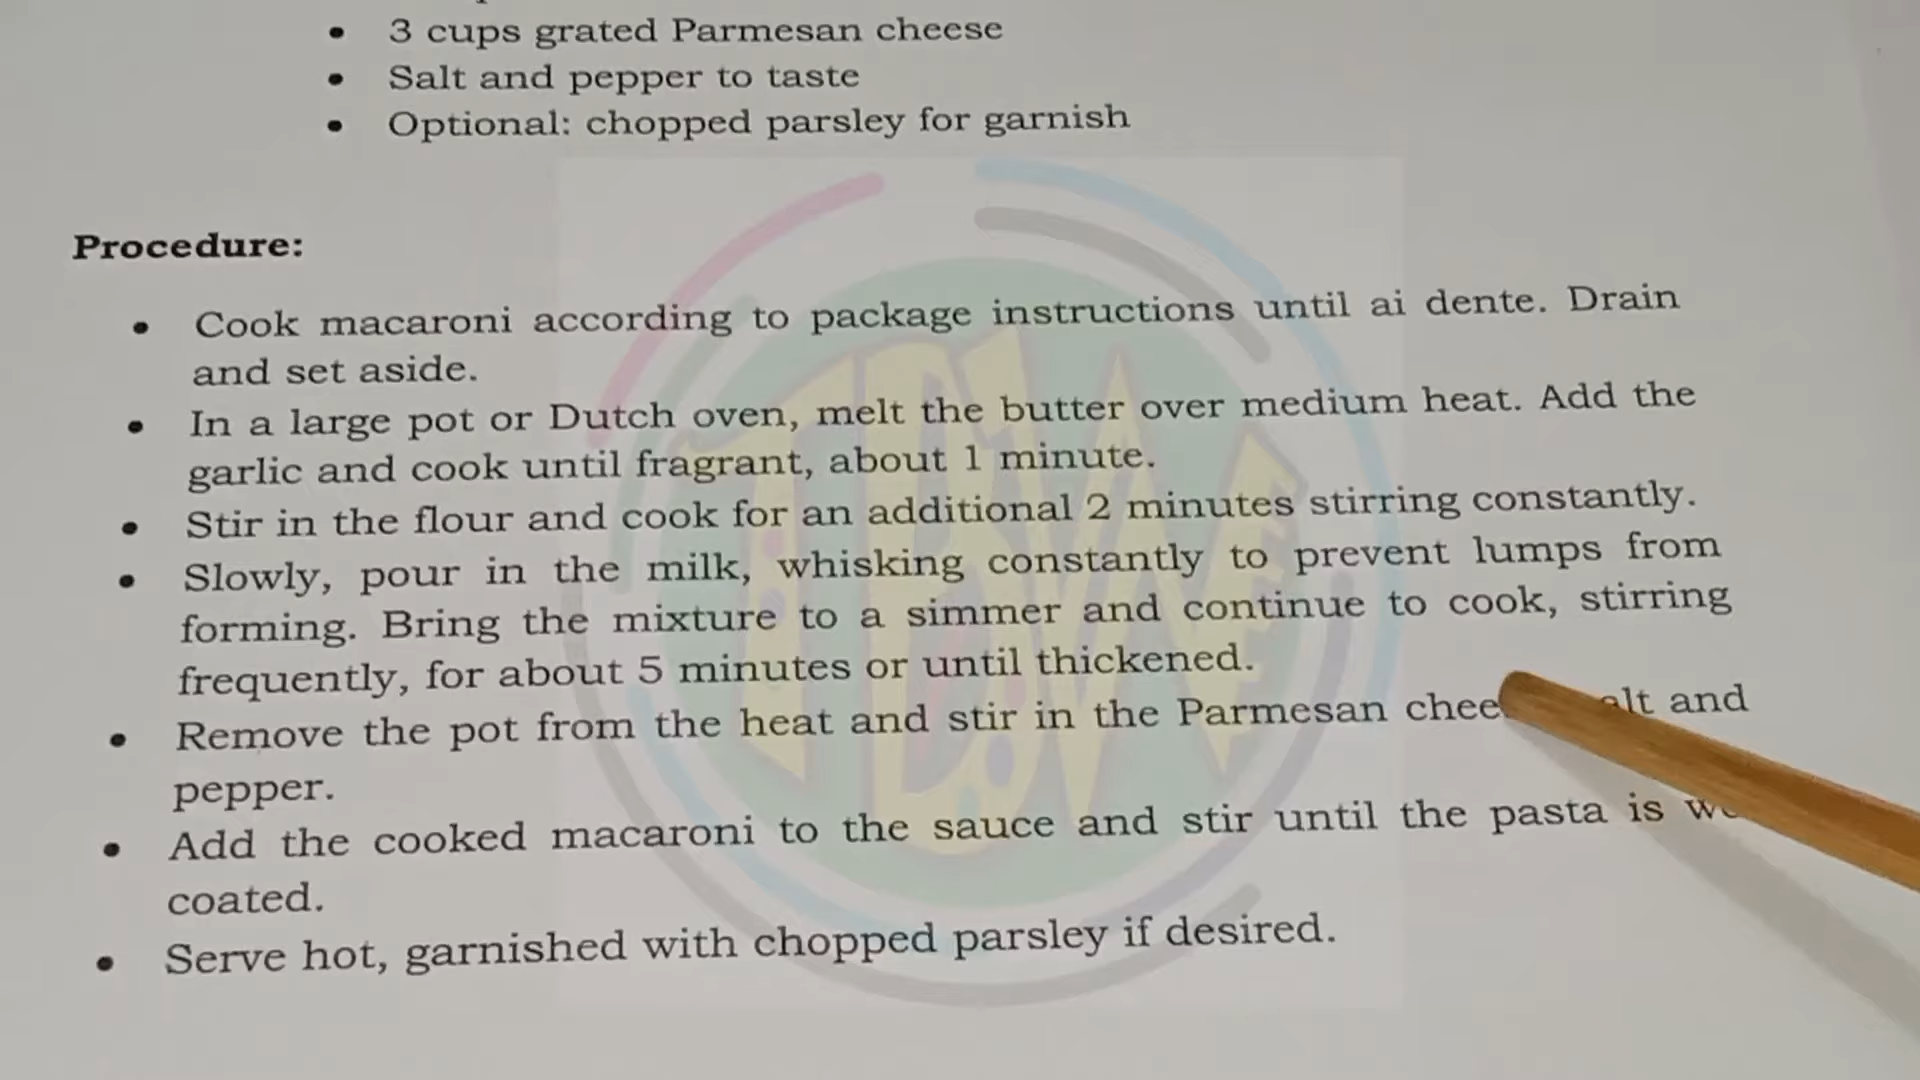 3 cups grated Parmesan cheese
Salt and pepper to taste
Optional: chopped parsley for garnish
Procedure:
Cook macaroni according to package instructions until ai dente. Drain
and set aside.
In a large pot or Dutch oven, melt the butter over medium heat. Add the
garlic and cook until fragrant, about 1 minute.
Stir in the flour and cook for an additional 2 minutes stirring constantly.
Slowly, pour in the milk, whisking constantly to prevent lumps from
forming. Bring the mixture to a simmer and continue to cook, stirring
frequently, for about 5 minutes or until thickened.
Remove the pot from the heat and stir in the Parmesan and
pepper.
Add the cooked macaroni to the sauce and stir until the pasta is
coated.
Serve hot, garnished with chopped parsley if desired.